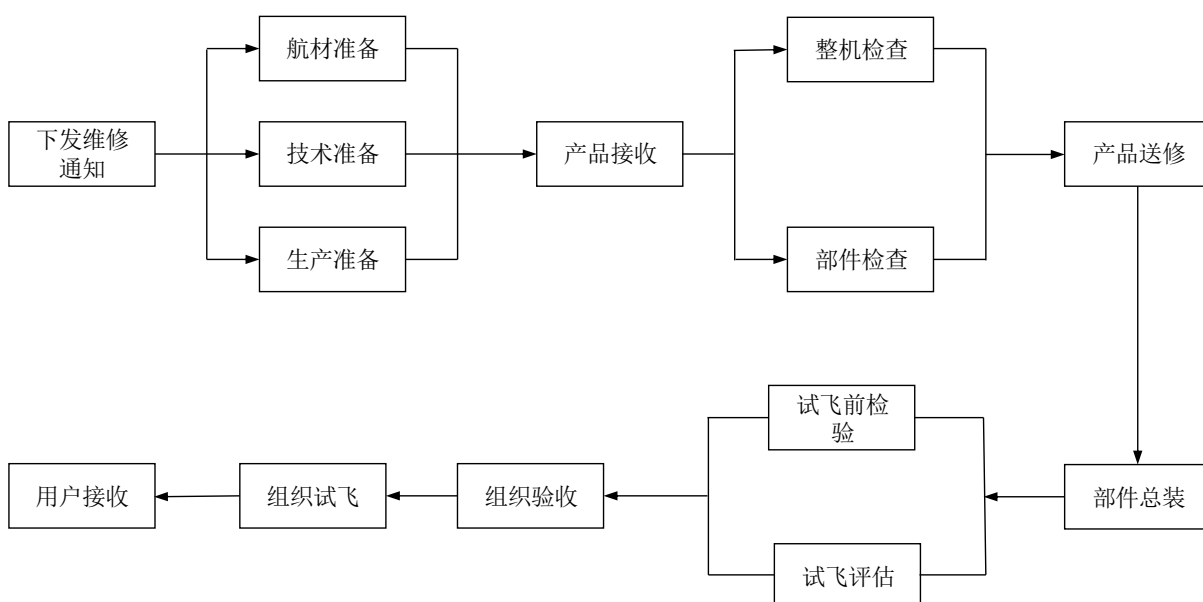 航材准备
整机检查
下发维修
通知
技术准备
产品接收
产品送修
生产准备
部件检查
试飞前检
验
用户接收
组织试飞
组织验收
部件总装
试飞评估